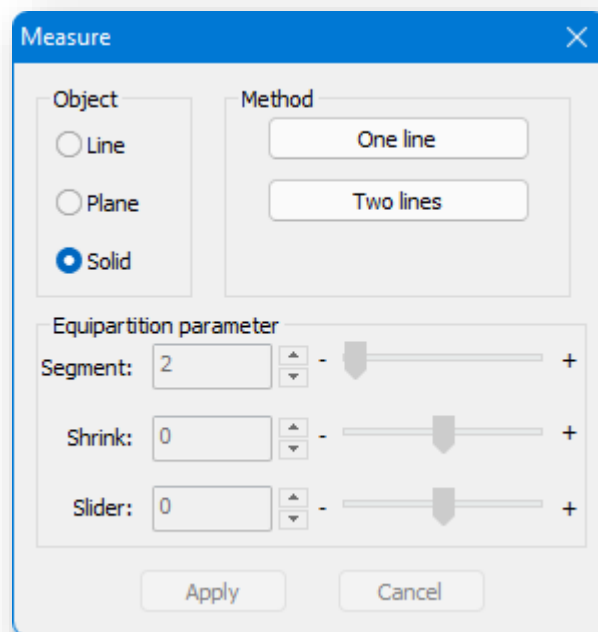 Measure
Object
Line
Plane
Solid
Method
One line
Two lines
Equipartition parameter
Segment: 2 - +
Shrink: 0 - +
Slider: 0 - +
Apply Cancel